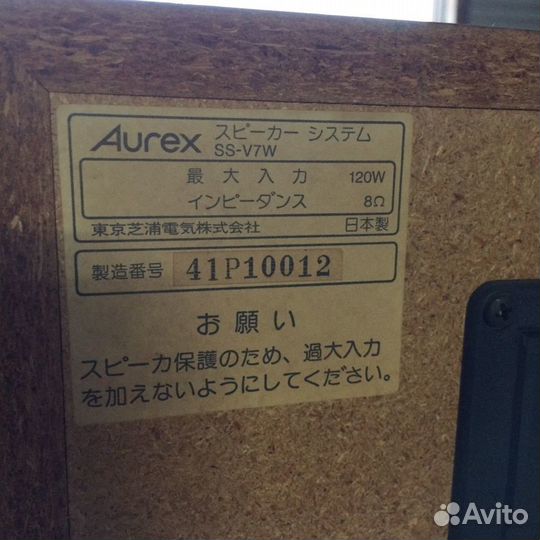 Aurex スピーカー システム
SS-V7W
最大入力 120W
インピーダンス 8Ω
東京芝浦電気株式会社 日本製
製造番号 41P10012
お願い
スピーカ保護のため、過大入力
を加えないようにしてください。
Avito